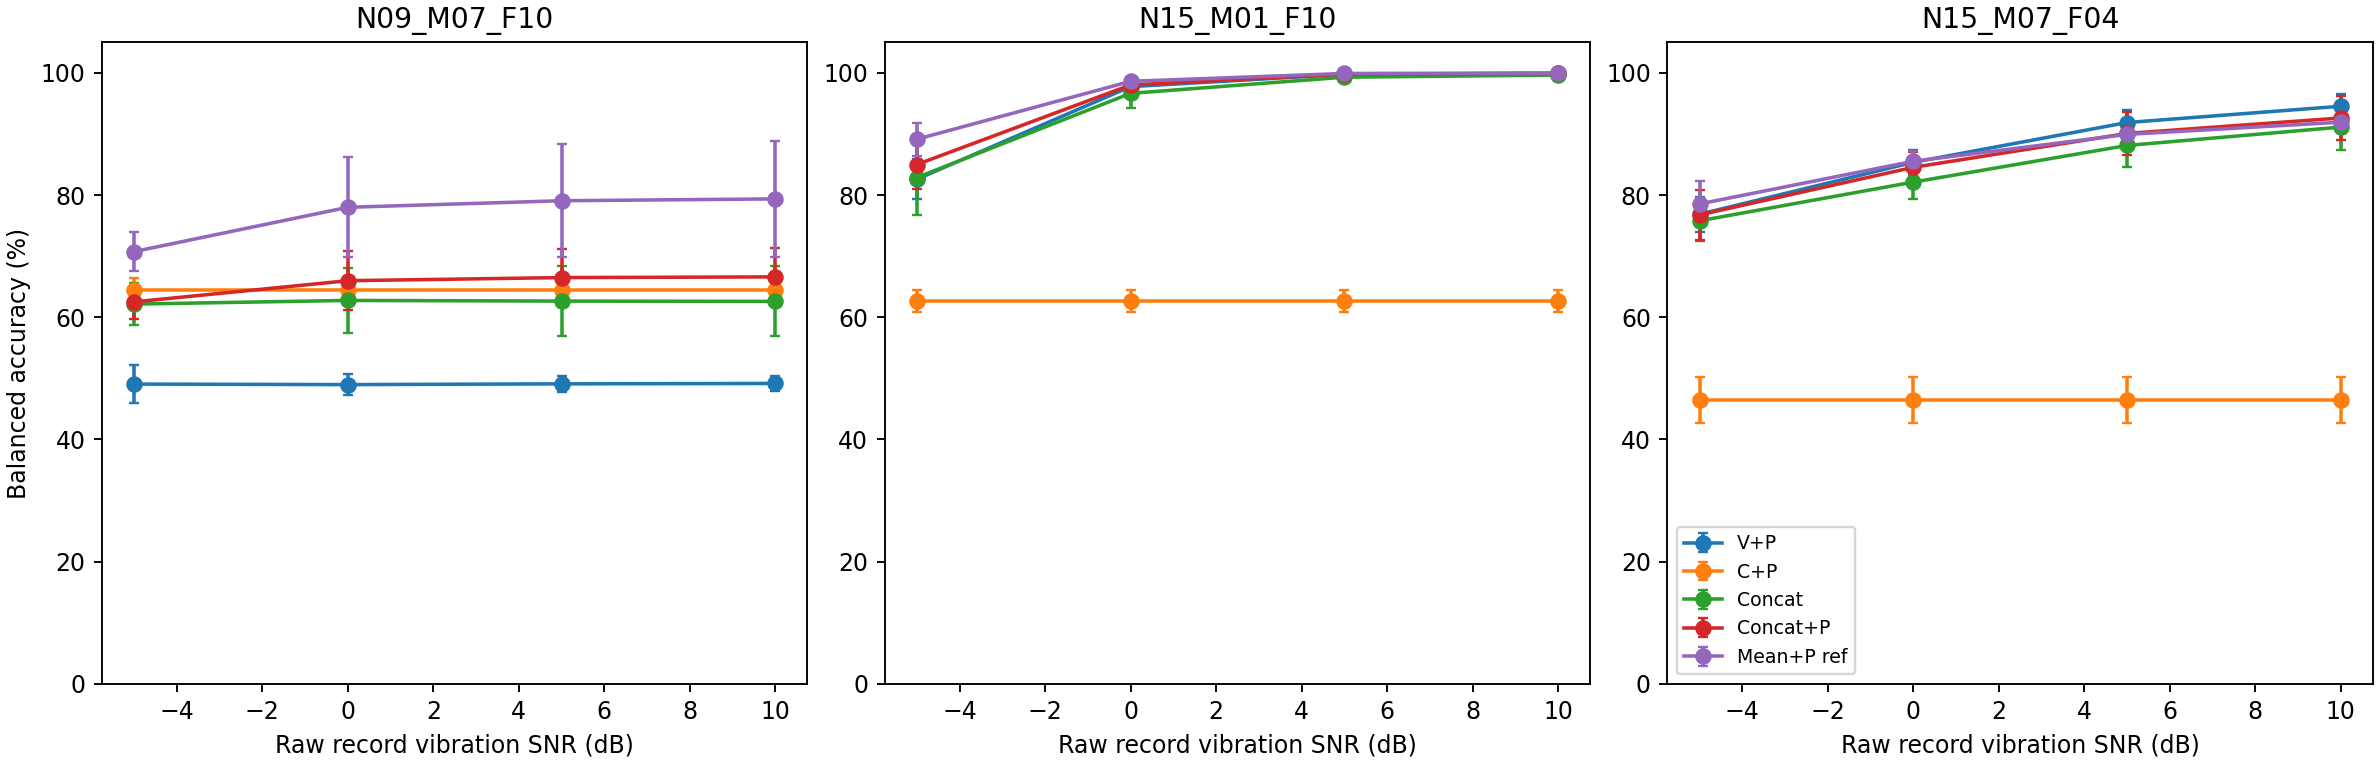 N09_M07_F10
N15_M01_F10
N15_M07_F04
Balanced accuracy (%)
100
80
60
40
20
0
−4 −2 0 2 4 6 8 10
Raw record vibration SNR (dB)
100
80
60
40
20
0
−4 −2 0 2 4 6 8 10
Raw record vibration SNR (dB)
100
80
60
40
20
0
−4 −2 0 2 4 6 8 10
Raw record vibration SNR (dB)
V+P
C+P
Concat
Concat+P
Mean+P ref